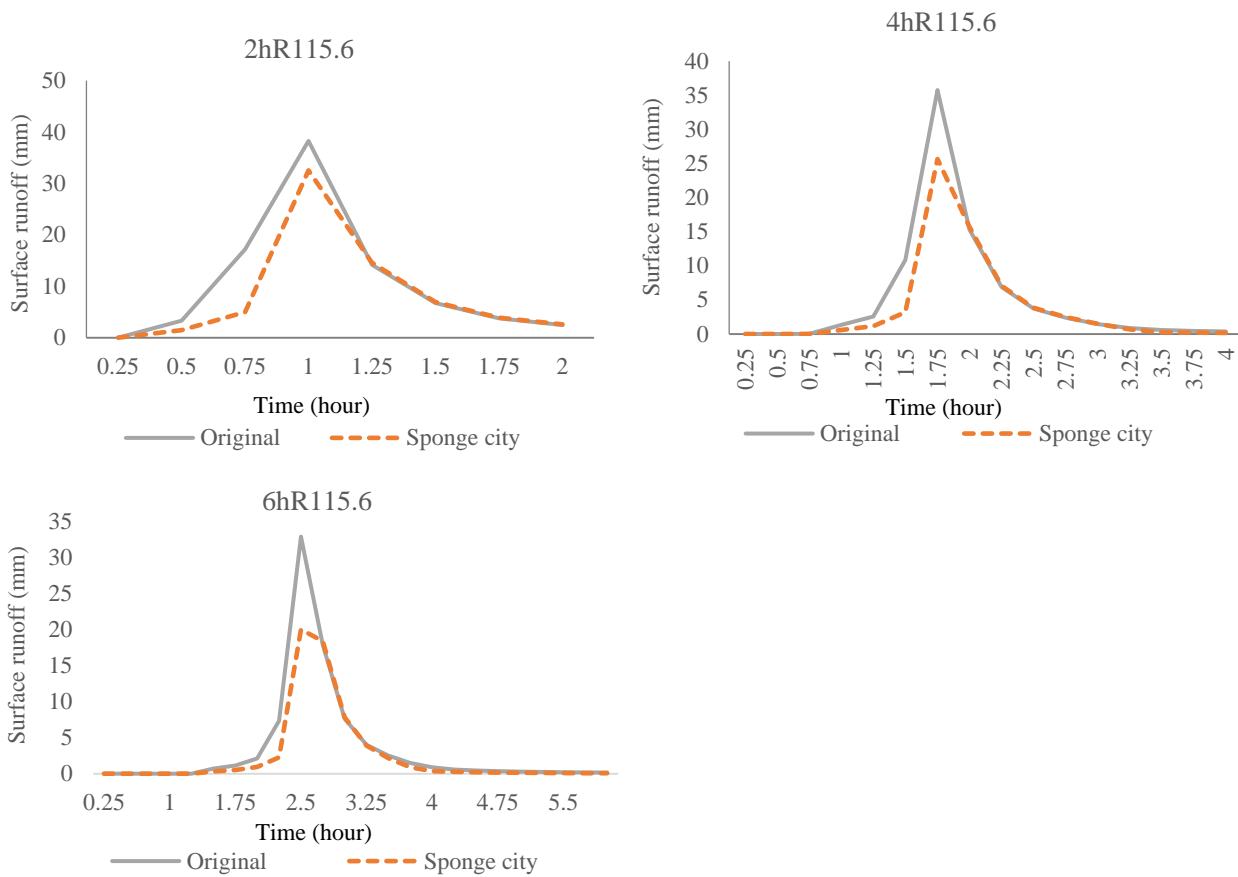 2hR115.6
Surface runoff (mm)
50
40
30
20
10
0
0.25 0.5 0.75 1 1.25 1.5 1.75 2
Time (hour)
Original Sponge city
4hR115.6
Surface runoff (mm)
40
35
30
25
20
15
10
5
0
0.25 0.5 0.75 1 1.25 1.5 1.75 2 2.25 2.5 2.75 3 3.25 3.5 3.75 4
Time (hour)
Original Sponge city
6hR115.6
Surface runoff (mm)
35
30
25
20
15
10
5
0
0.25 1 1.75 2.5 3.25 4 4.75 5.5
Time (hour)
Original Sponge city